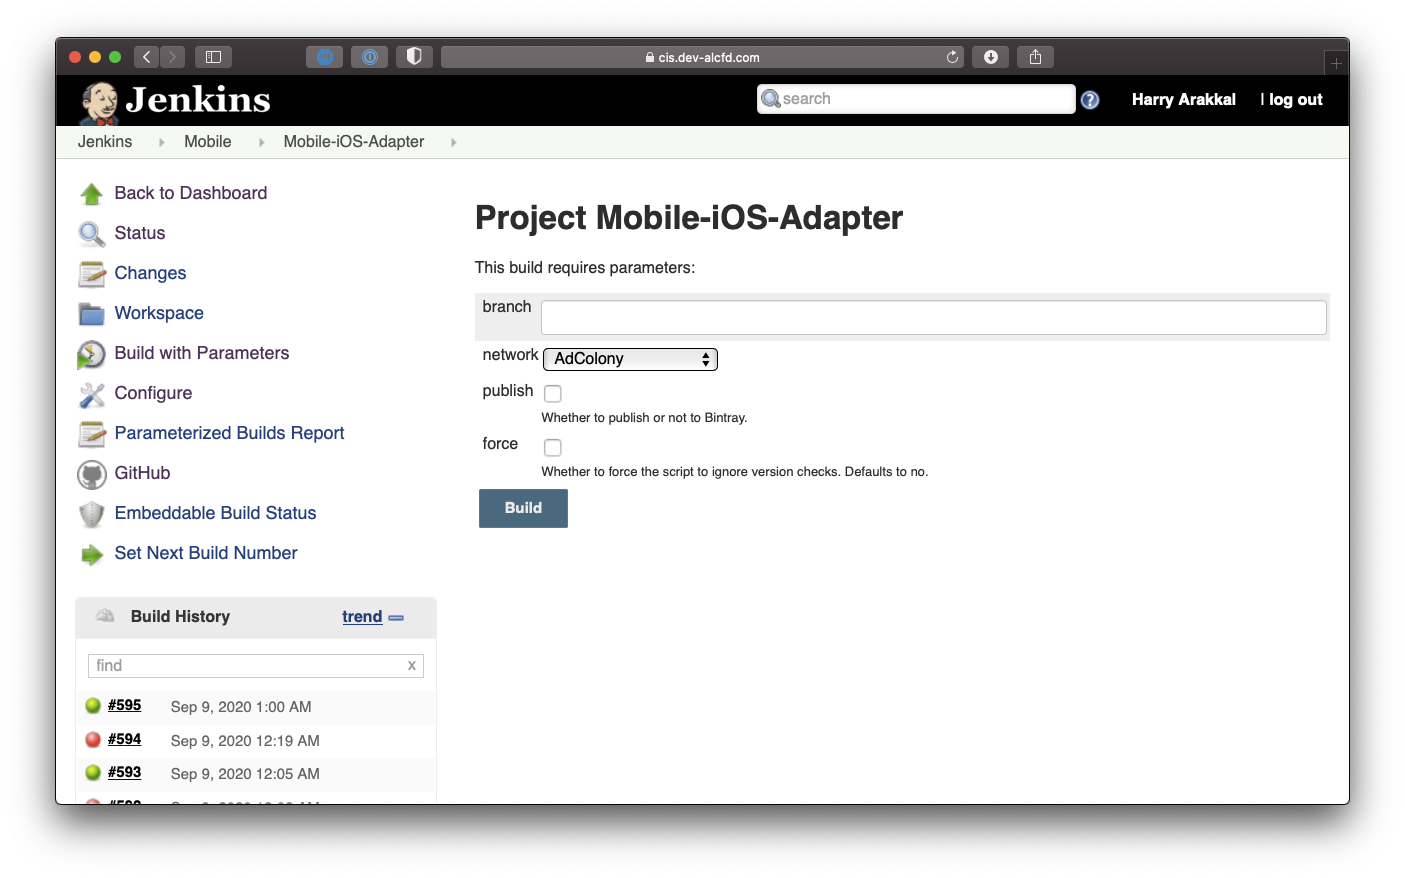 cis.dev-alcfd.com
Jenkins
search
?
Harry Arakkal
| log out
Jenkins
Mobile
Mobile-iOS-Adapter
Back to Dashboard
Status
Changes
Workspace
Build with Parameters
Configure
Parameterized Builds Report
GitHub
Embeddable Build Status
Set Next Build Number
Build History trend
find x
#595 Sep 9, 2020 1:00 AM
#594 Sep 9, 2020 12:19 AM
#593 Sep 9, 2020 12:05 AM
Project Mobile-iOS-Adapter
This build requires parameters:
branch
network AdColony
publish
Whether to publish or not to Bintray.
force
Whether to force the script to ignore version checks. Defaults to no.
Build